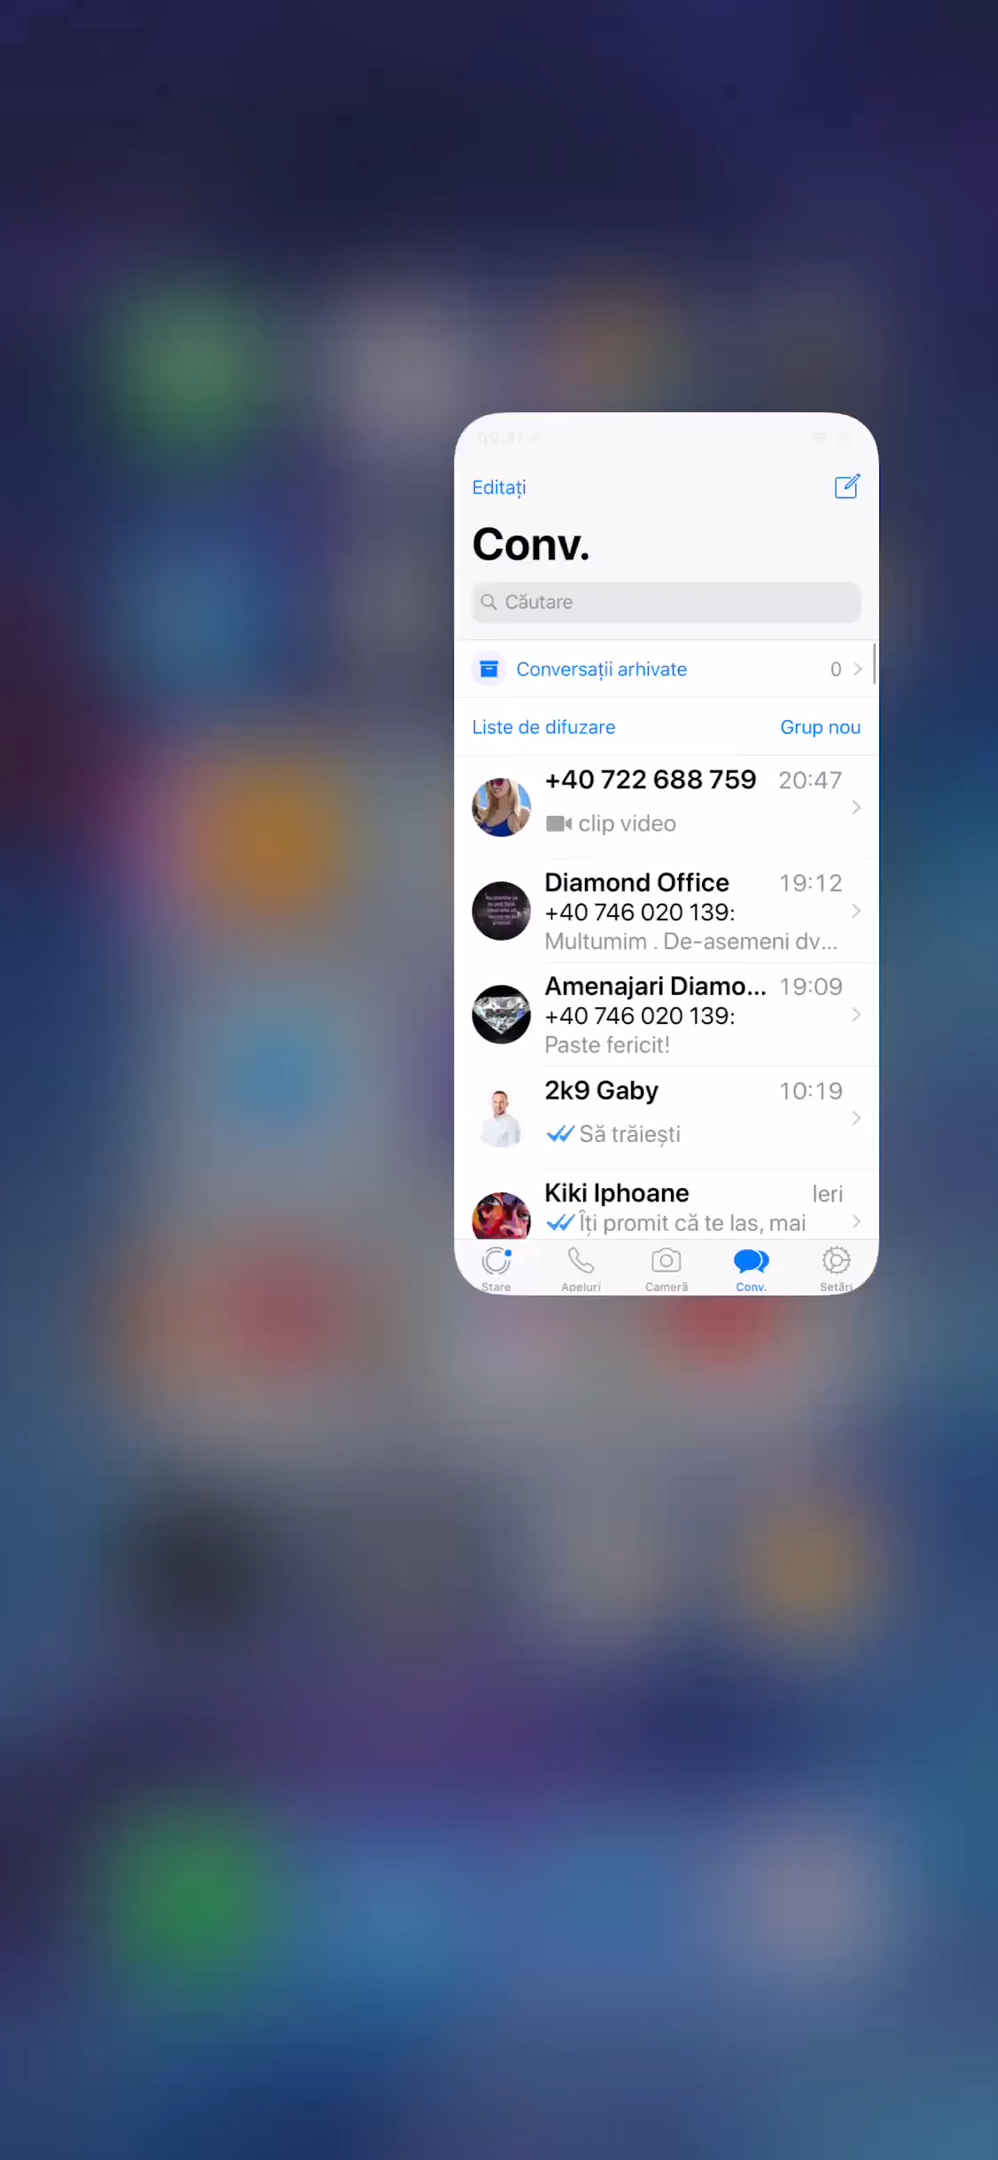 09:41
Editați
Conv.
Căutare
Conversații arhivate 0
Liste de difuzare Grup nou
+40 722 688 759 20:47
clip video
Diamond Office 19:12
+40 746 020 139:
Multumim . De-asemeni dv...
Amenajari Diamo... 19:09
+40 746 020 139:
Paste fericit!
2k9 Gaby 10:19
Să trăiești
Kiki Iphoane Ieri
Îți promit că te las, mai
Stare Apeluri Cameră Conv. Setări